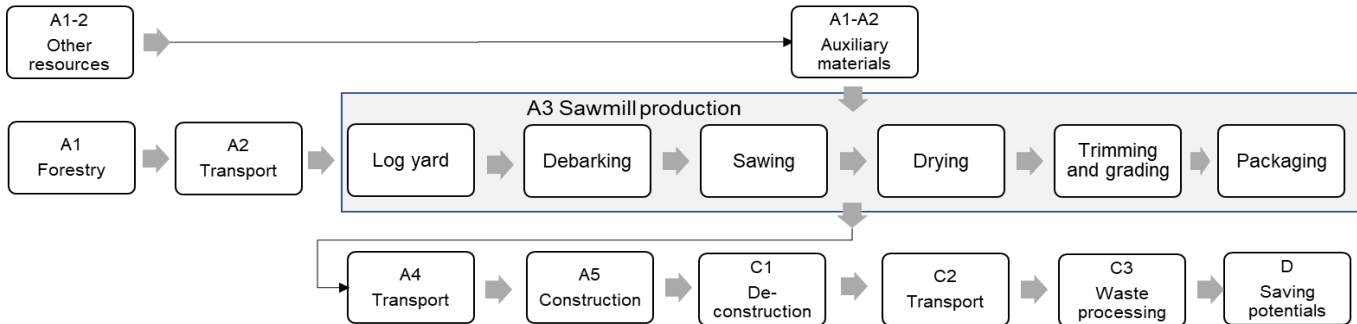 A1-2
Other
resources
A1-A2
Auxiliary
materials
A3 Sawmill production
A1
Forestry
A2
Transport
Log yard
Debarking
Sawing
Drying
Trimming
and grading
Packaging
A4
Transport
A5
Construction
C1
De-
construction
C2
Transport
C3
Waste
processing
D
Saving
potentials